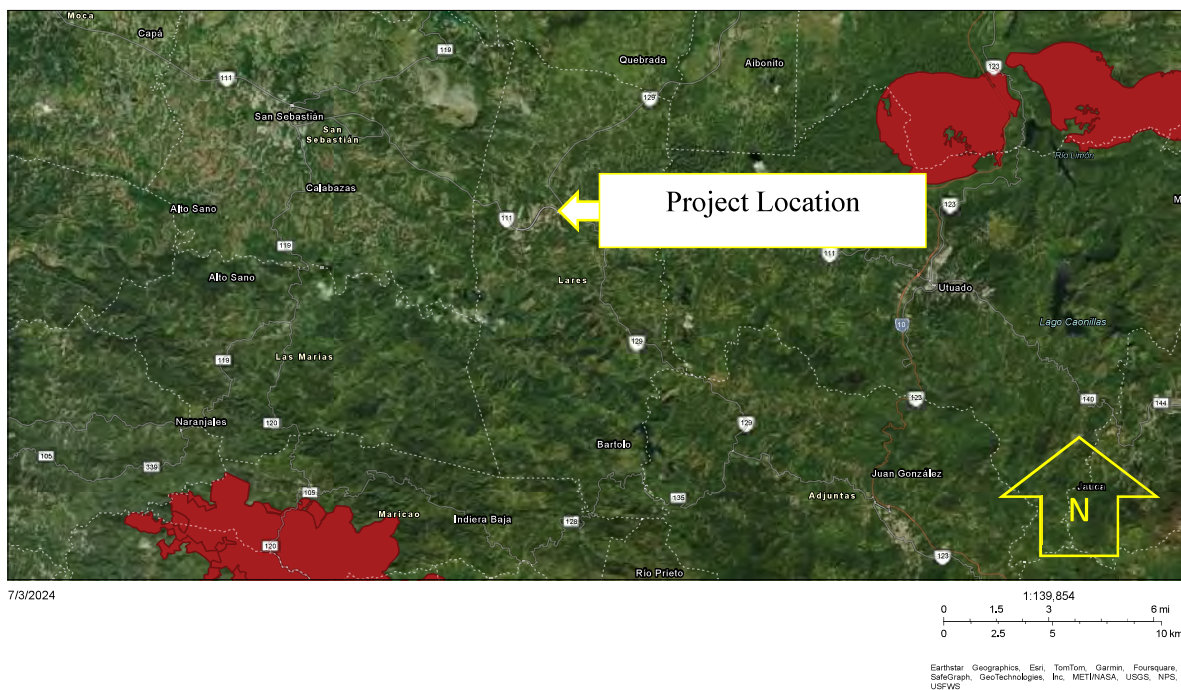 Moca
Capá
119
123
Quebrada
Aibonito
111
129
San Sebastián
San
Sebastián
Río Limón
Calabazas
Project Location
Alto Sano
111
123
M
119
111
Alto Sano
Lares
Utuado
10
Lago Caonillas
129
119
Las Marías
Naranjales
120
123
140
144
129
105
339
Bartolo
Juan González
105
135
Adjuntas
Maricao
Indiera Baja
128
N
120
123
Río Prieto
7/3/2024
1:139,854
0 1.5 3 6 mi
0 2.5 5 10 km
Earthstar Geographics, Esri, TomTom, Garmin, Foursquare,
SafeGraph, GeoTechnologies, Inc, METI/NASA, USGS, NPS,
USFWS